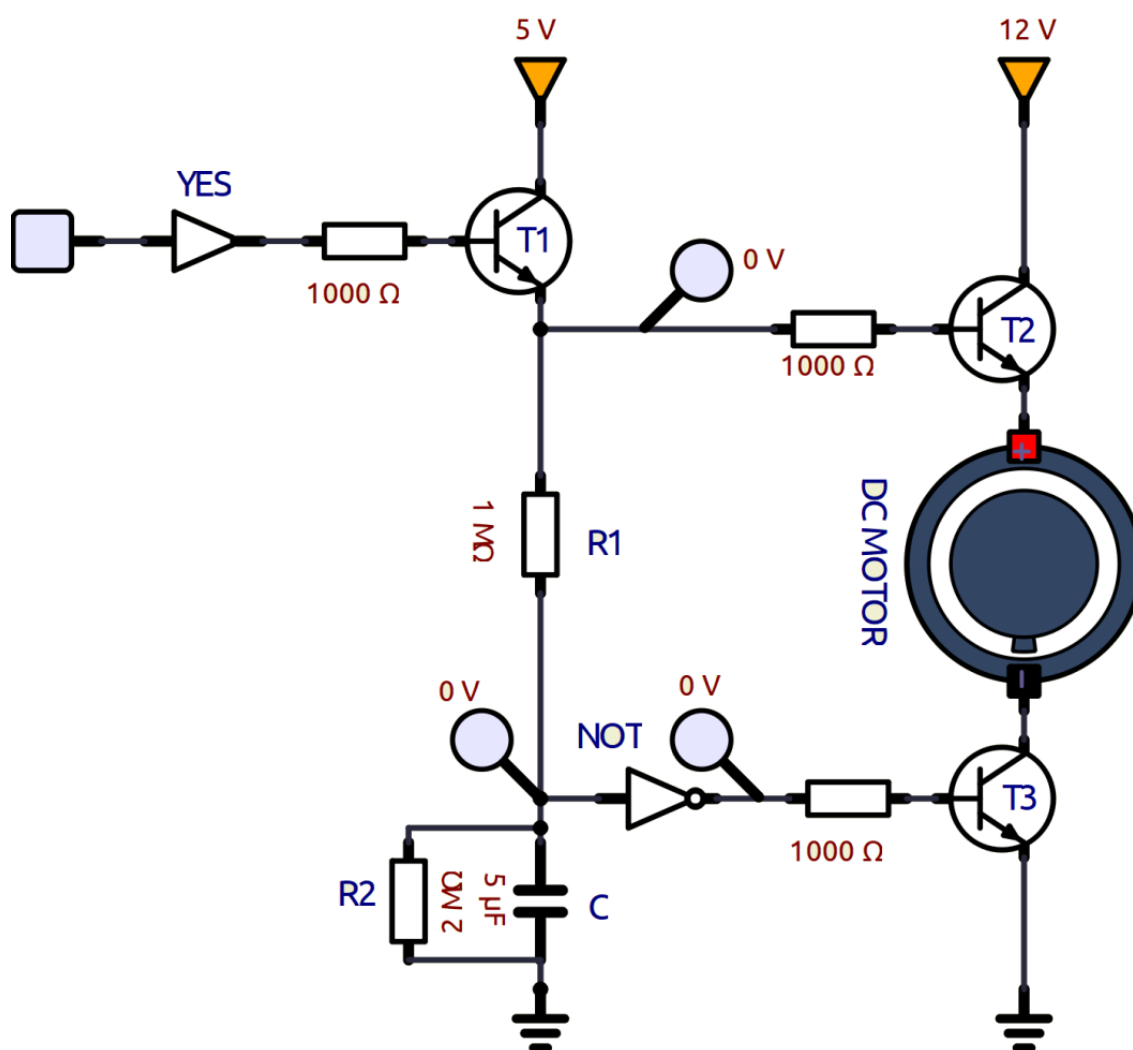 5 V
12 V
YES
T1
1000 Ω
0 V
T2
1000 Ω
1 MΩ
R1
DC MOTOR
+
0 V
NOT
0 V
T3
1000 Ω
R2
2 MΩ
5 µF
C